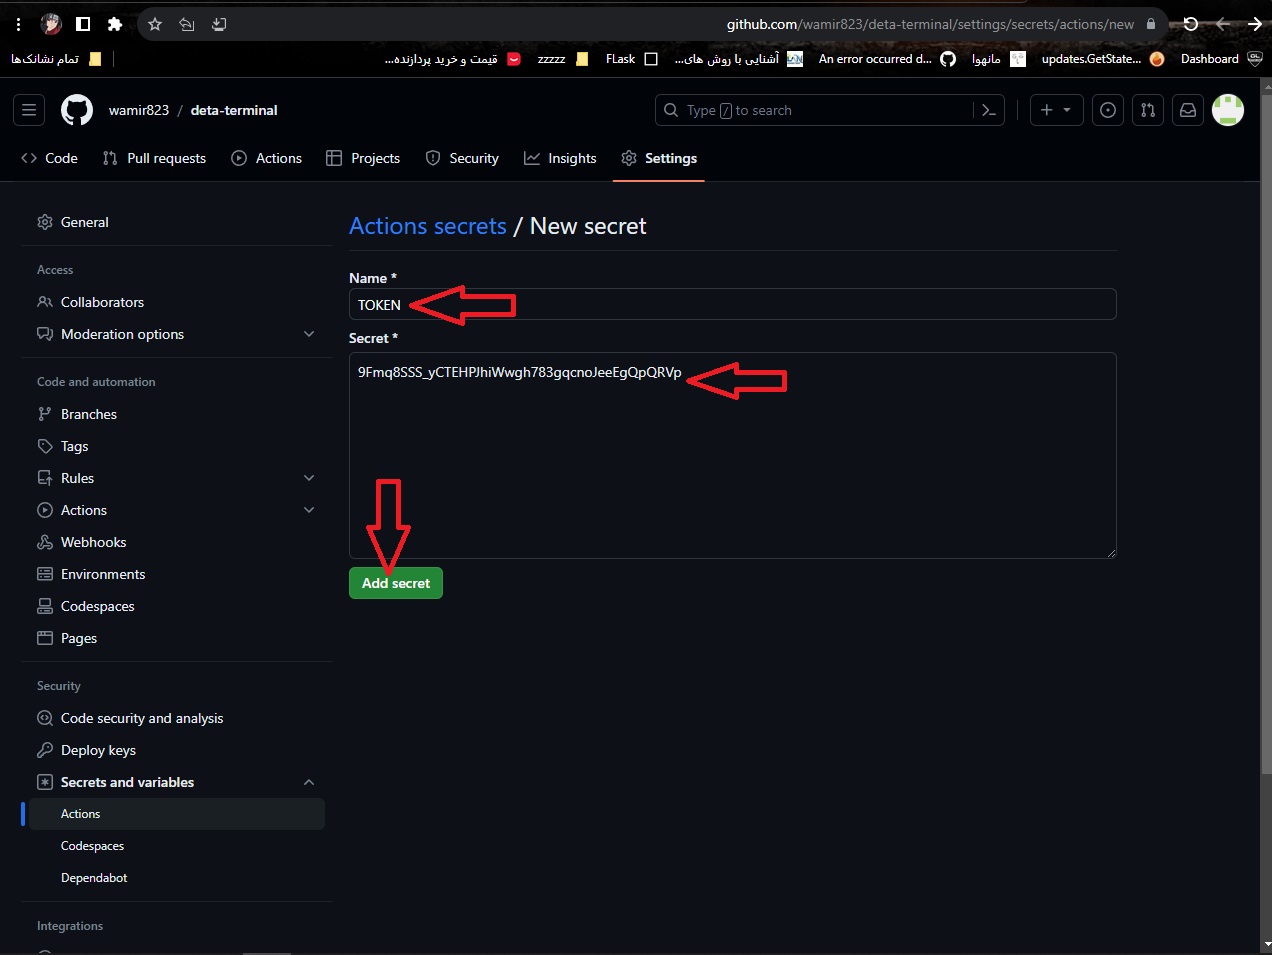 github.com/wamir823/deta-terminal/settings/secrets/actions/new
تمام نشانک‌ها
قیمت و خرید پردازنده...
zzzzz
FLask
آشنایی با روش های...
An error occurred d...
مانهوا
updates.GetState...
Dashboard
wamir823 / deta-terminal
Type / to search
Code
Pull requests
Actions
Projects
Security
Insights
Settings
General
Access
Collaborators
Moderation options
Code and automation
Branches
Tags
Rules
Actions
Webhooks
Environments
Codespaces
Pages
Security
Code security and analysis
Deploy keys
Secrets and variables
Actions
Codespaces
Dependabot
Integrations
Actions secrets / New secret
Name *
TOKEN
Secret *
9Fmq8SSS_yCTEHPJhiWwgh783gqcnoJeeEgQpQRVp
Add secret